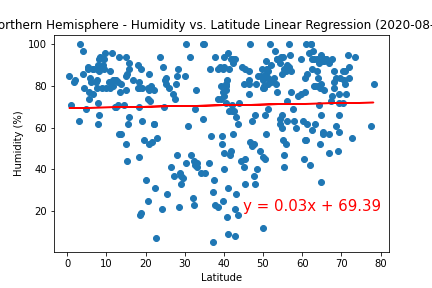 orthern Hemisphere - Humidity vs. Latitude Linear Regression (2020-08-
100
80
60
40
20
Humidity (%)
y = 0.03x + 69.39
0 10 20 30 40 50 60 70 80
Latitude